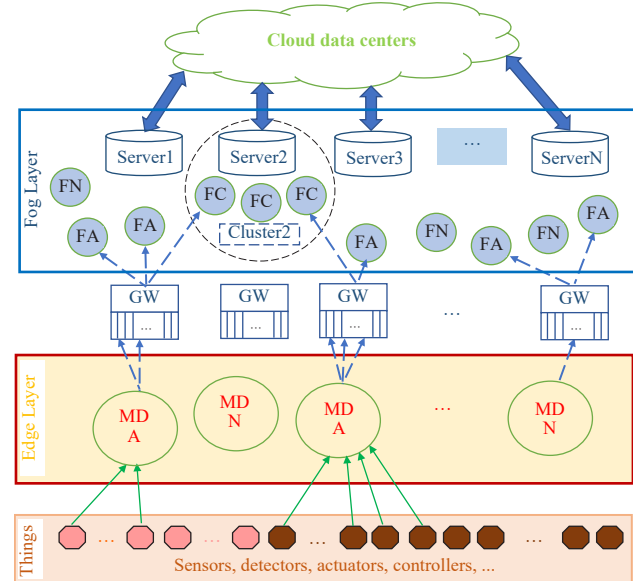 Cloud data centers
Fog Layer
Server1
Server2
Server3
...
ServerN
FN
FC
FC
FC
FA
FA
Cluster2
FA
FN
FA
FN
FA
GW
...
GW
...
GW
...
...
GW
...
Edge Layer
MD
A
MD
N
MD
A
...
MD
N
Things
...
...
...
...
Sensors, detectors, actuators, controllers, ...